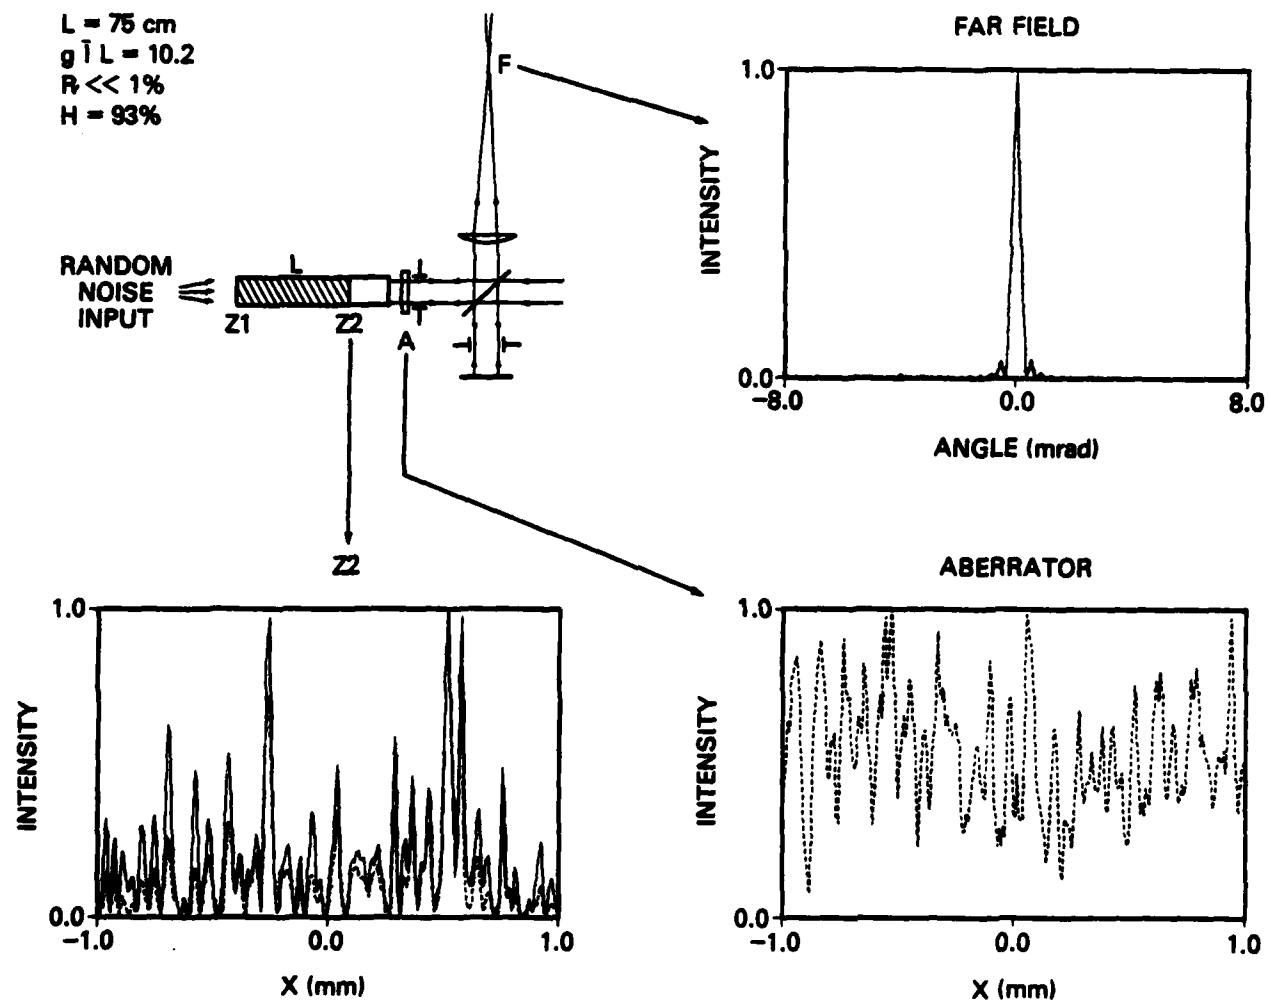 L = 75 cm
g Ī L = 10.2
R << 1%
H = 93%
F
FAR FIELD
1.0
INTENSITY
0.0
-8.0
0.0
8.0
ANGLE (mrad)
RANDOM
NOISE
INPUT
L
Z1
Z2
A
Z2
1.0
INTENSITY
0.0
-1.0
0.0
1.0
X (mm)
ABERRATOR
1.0
INTENSITY
0.0
-1.0
0.0
1.0
X (mm)